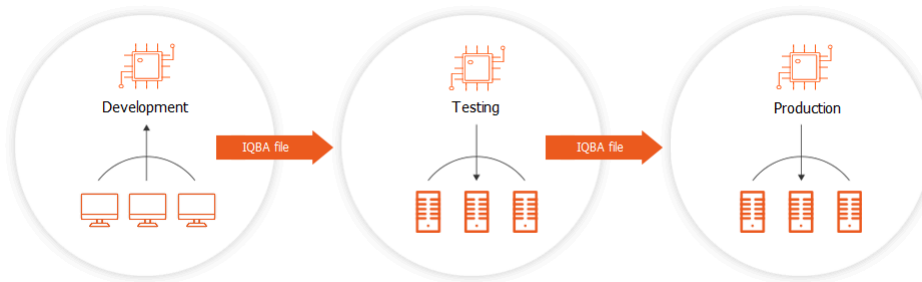 Development
IQBA file
Testing
IQBA file
Production